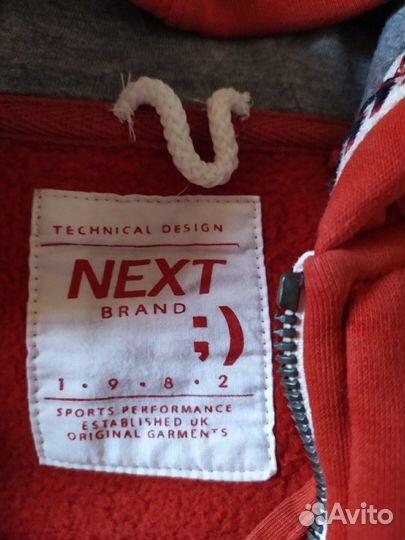 TECHNICAL DESIGN
NEXT
BRAND
;)
1 • 9 • 8 • 2
SPORTS PERFORMANCE
ESTABLISHED UK
ORIGINAL GARMENTS
Avito